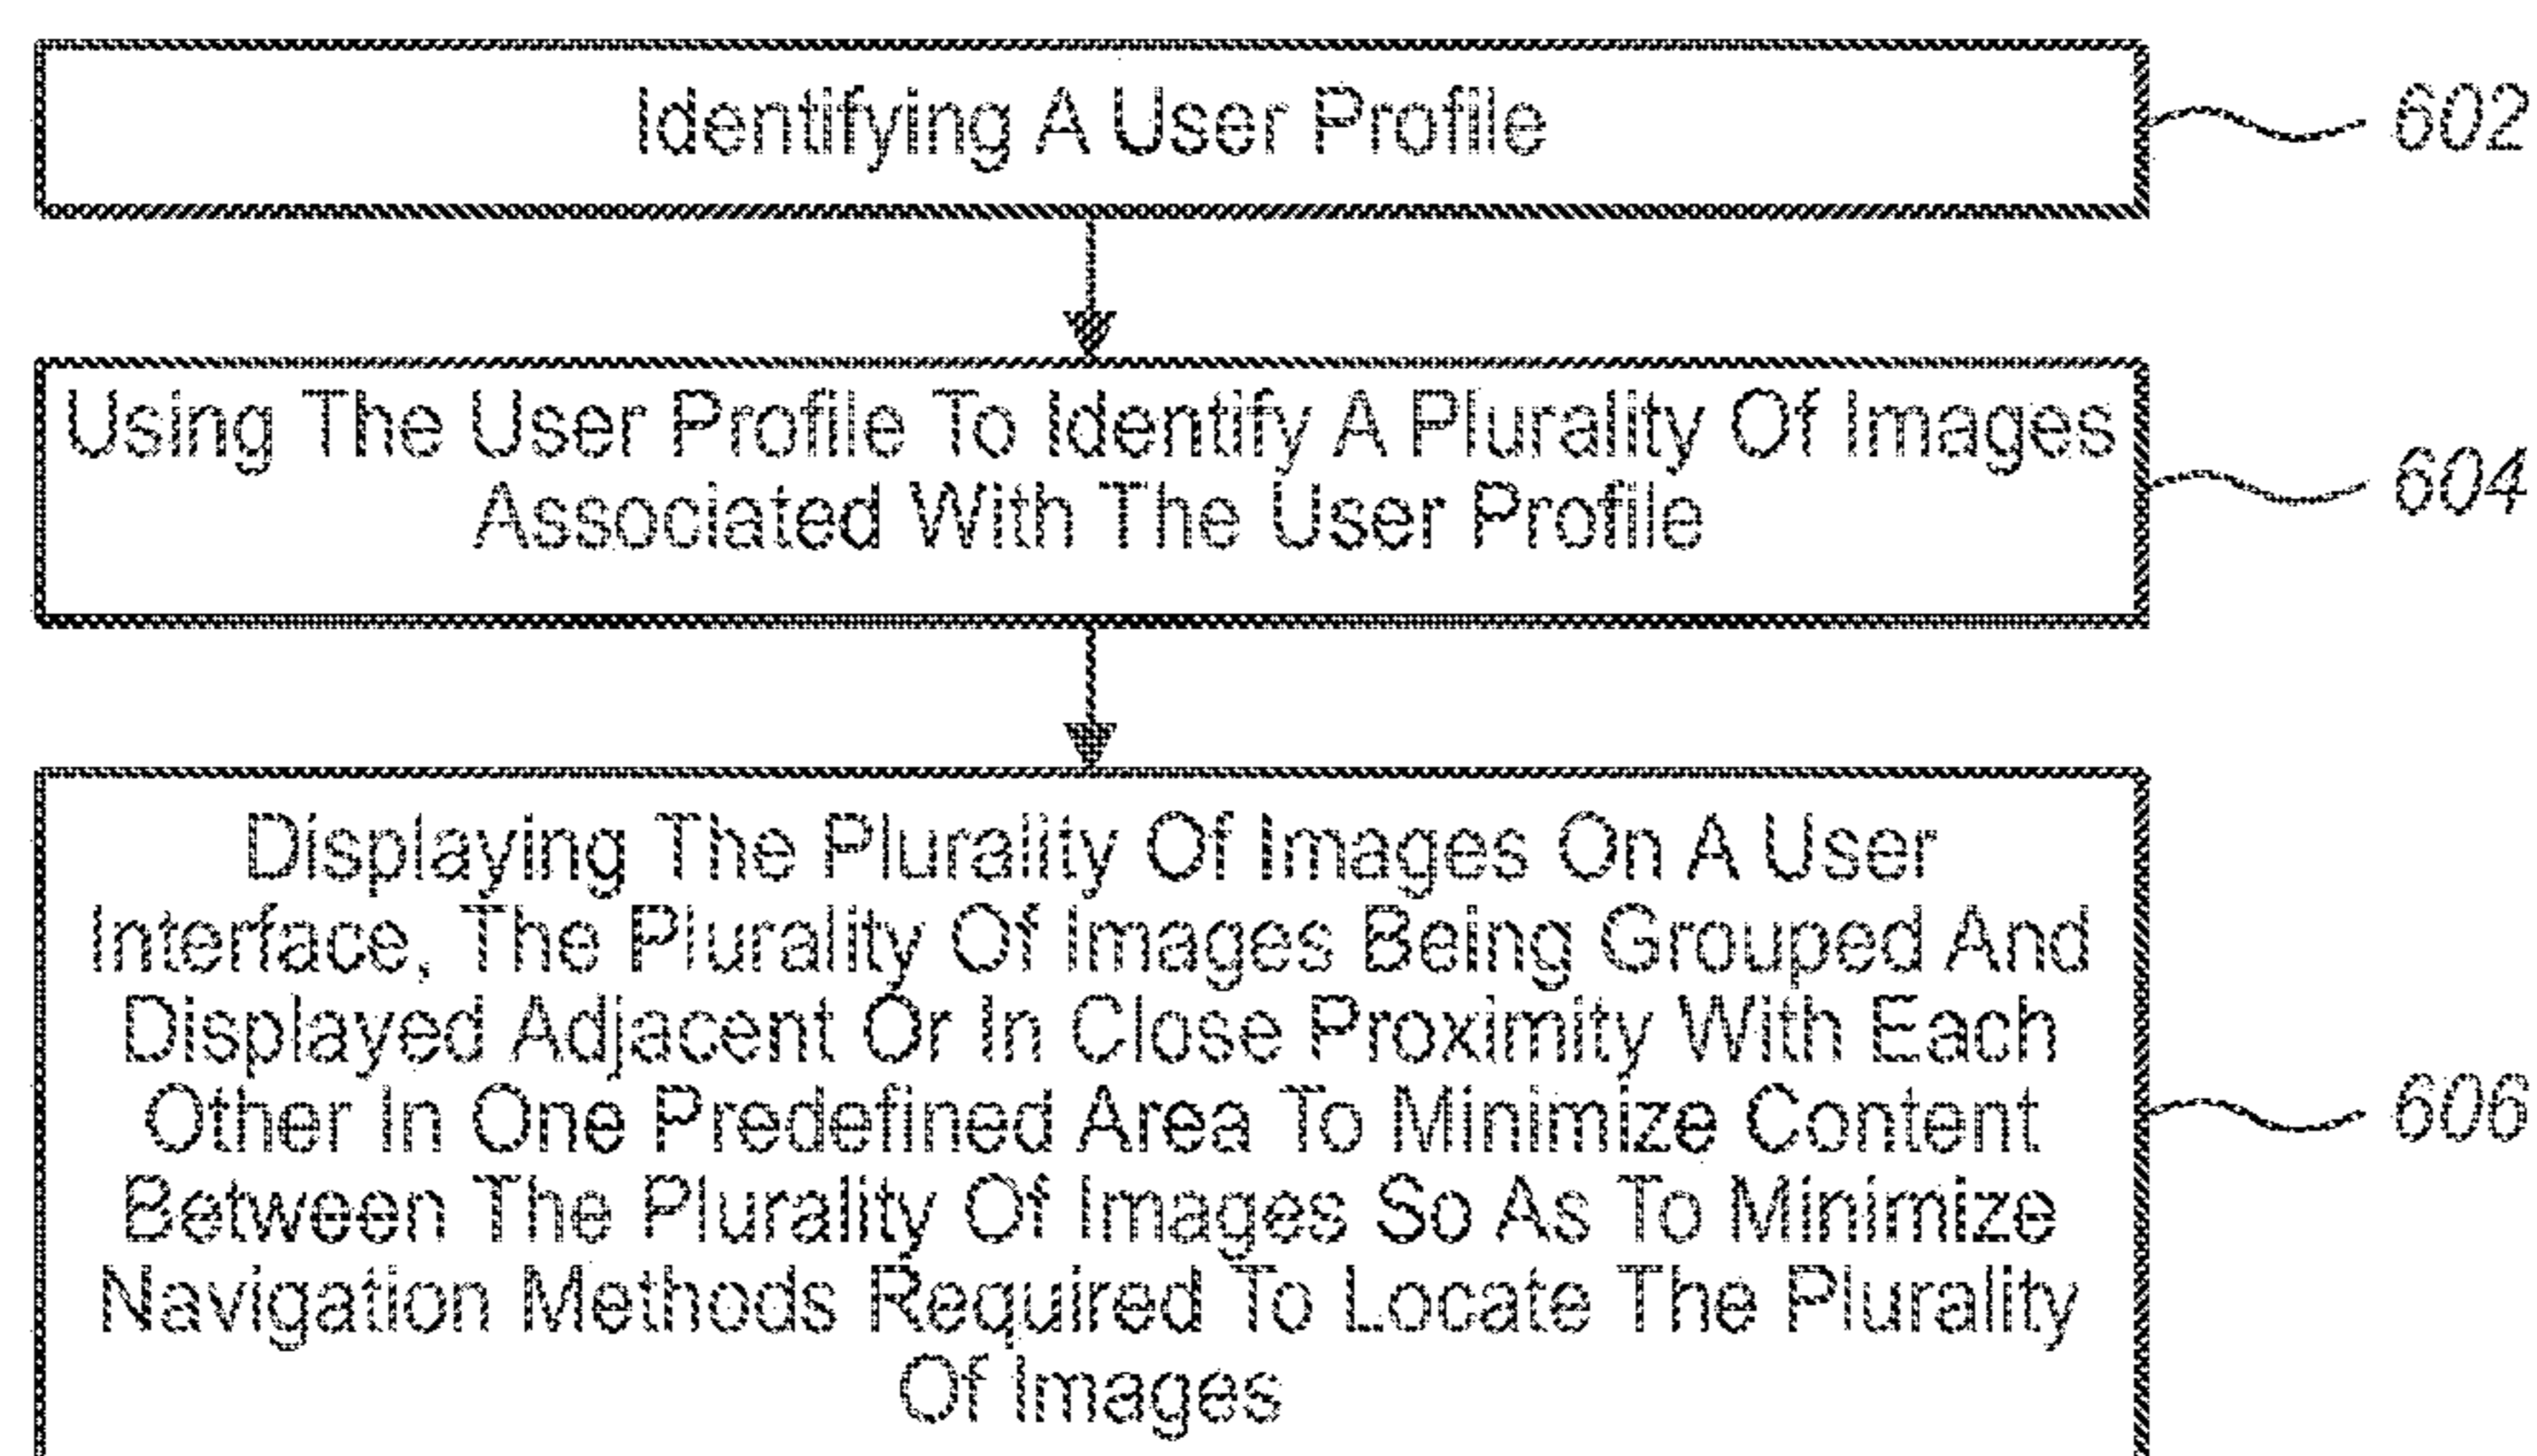 Identifying A User Profile
602
Using The User Profile To Identify A Plurality Of Images
Associated With The User Profile
604
Displaying The Plurality Of Images On A User
Interface, The Plurality Of Images Being Grouped And
Displayed Adjacent Or In Close Proximity With Each
Other In One Predefined Area To Minimize Content
Between The Plurality Of Images So As To Minimize
Navigation Methods Required To Locate The Plurality
Of Images
606